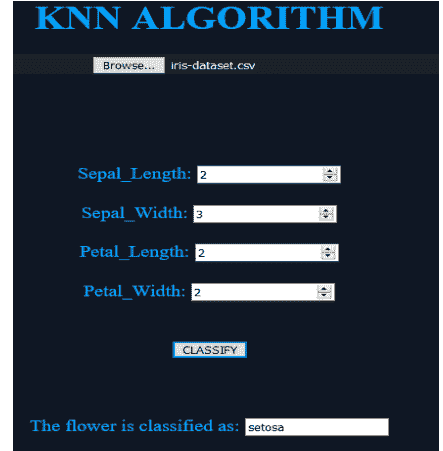 KNN ALGORITHM
Browse... iris-dataset.csv
Sepal_Length: 2
Sepal_Width: 3
Petal_Length: 2
Petal_Width: 2
CLASSIFY
The flower is classified as: setosa